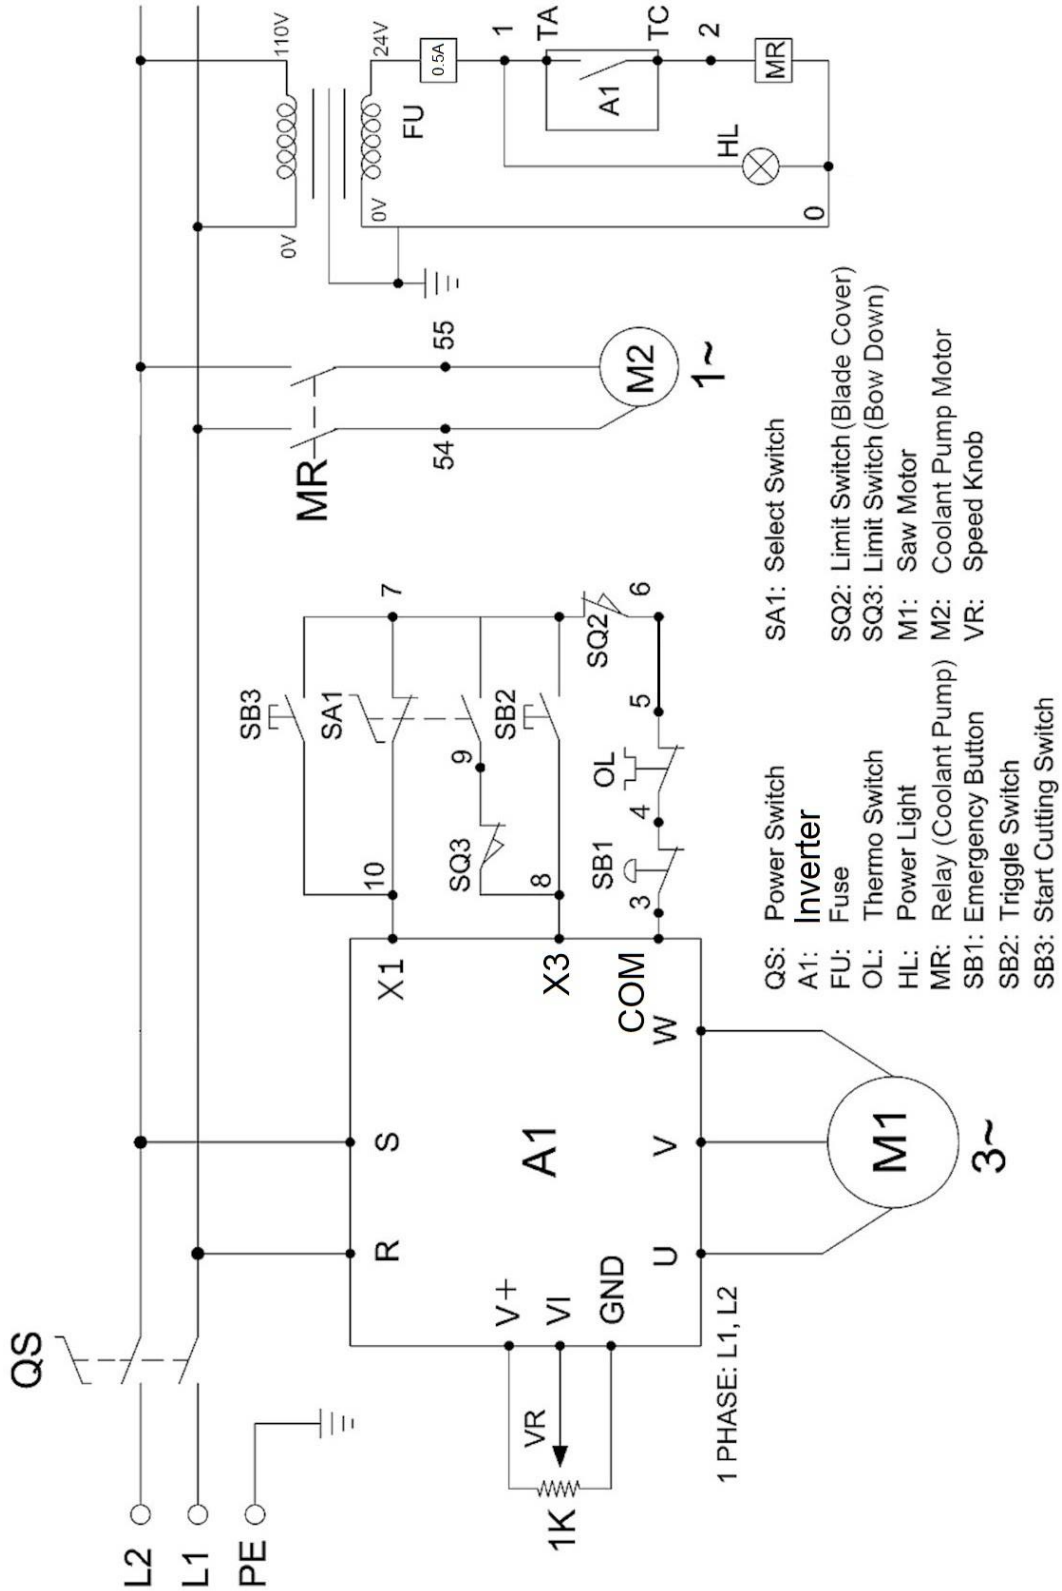 QS
L2
L1
PE
1K
VR
V+
VI
GND
R
S
A1
U
V
W
1 PHASE: L1, L2
M1
3~
X1
X3
COM
10
8
3
SB3
SA1
9
SQ3
SB2
7
SB1
4
OL
5
SQ2
6
MR
54
55
M2
1~
0V
110V
0V
24V
FU
0.5A
1
TA
A1
TC
2
MR
HL
0
QS: Power Switch
A1: Inverter
FU: Fuse
OL: Thermo Switch
HL: Power Light
MR: Relay (Coolant Pump)
SB1: Emergency Button
SB2: Triggle Switch
SB3: Start Cutting Switch
SA1: Select Switch
SQ2: Limit Switch (Blade Cover)
SQ3: Limit Switch (Bow Down)
M1: Saw Motor
M2: Coolant Pump Motor
VR: Speed Knob